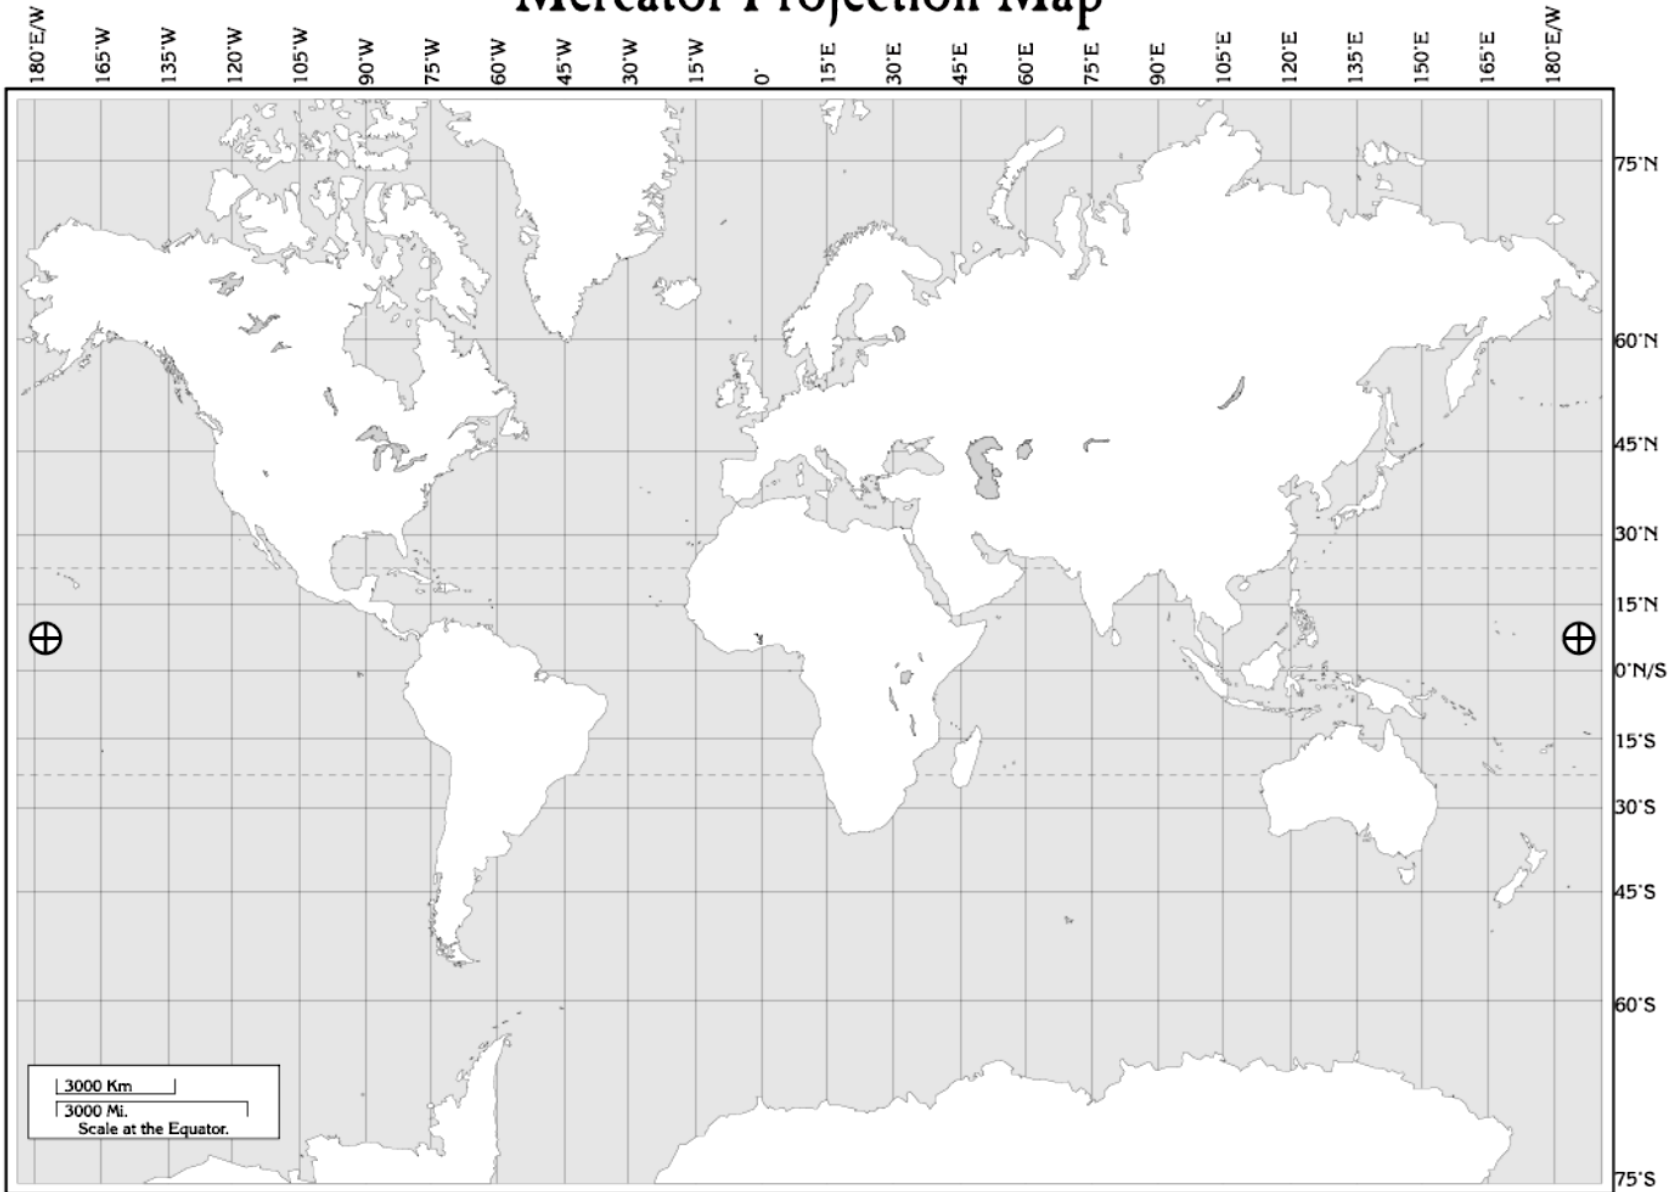 Mercator Projection Map
180°E/W
165°W
135°W
120°W
105°W
90°W
75°W
60°W
45°W
30°W
15°W
0°
15°E
30°E
45°E
60°E
75°E
90°E
105°E
120°E
135°E
150°E
165°E
180°E/W
75°N
60°N
45°N
30°N
15°N
0°N/S
15°S
30°S
45°S
60°S
75°S
3000 Km
3000 Mi.
Scale at the Equator.